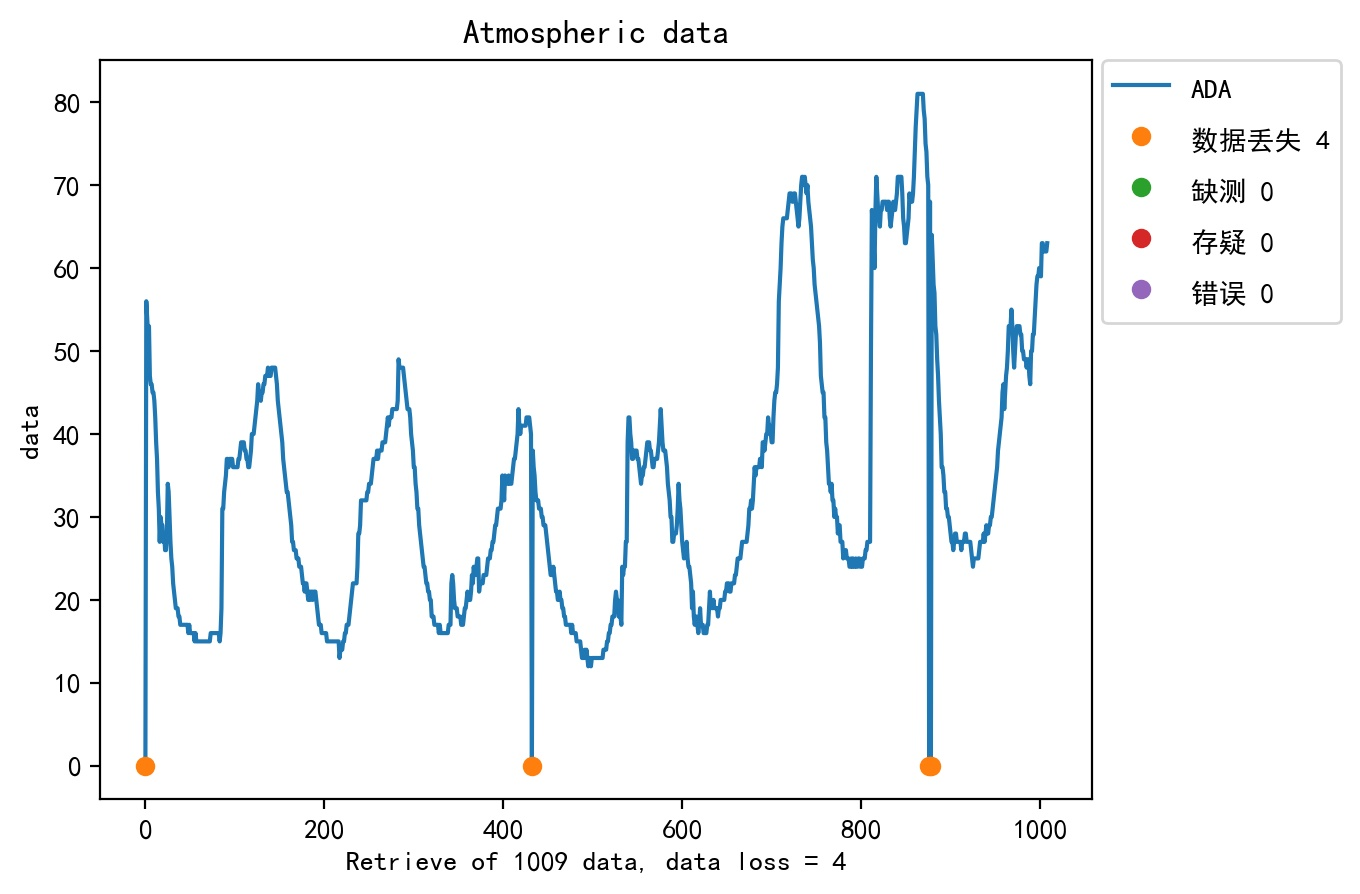 Atmospheric data
80
70
60
50
40
30
20
10
0
data
0 200 400 600 800 1000
Retrieve of 1009 data, data loss = 4
ADA
数据丢失 4
缺测 0
存疑 0
错误 0